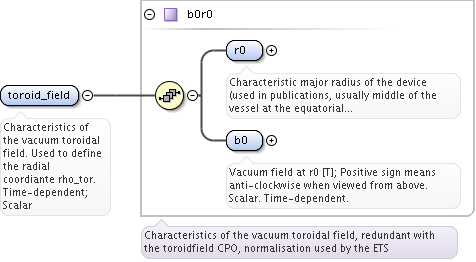 b0r0
r0
Characteristic major radius of the device
(used in publications, usually middle of the
vessel at the equatorial...
toroid_field
Characteristics of
the vacuum toroidal
field. Used to define
the radial
coordiante rho_tor.
Time-dependent;
Scalar
b0
Vacuum field at r0 [T]; Positive sign means
anti-clockwise when viewed from above.
Scalar. Time-dependent.
Characteristics of the vacuum toroidal field, redundant with
the toroidfield CPO, normalisation used by the ETS